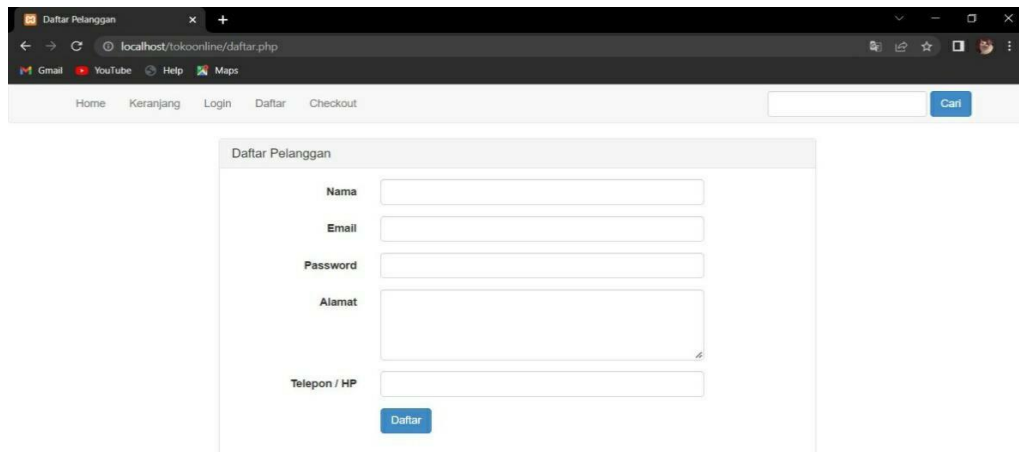 Daftar Pelanggan
localhost/tokoonline/daftar.php
Gmail YouTube Help Maps
Home Keranjang Login Daftar Checkout Cari
Daftar Pelanggan
Nama
Email
Password
Alamat
Telepon / HP
Daftar